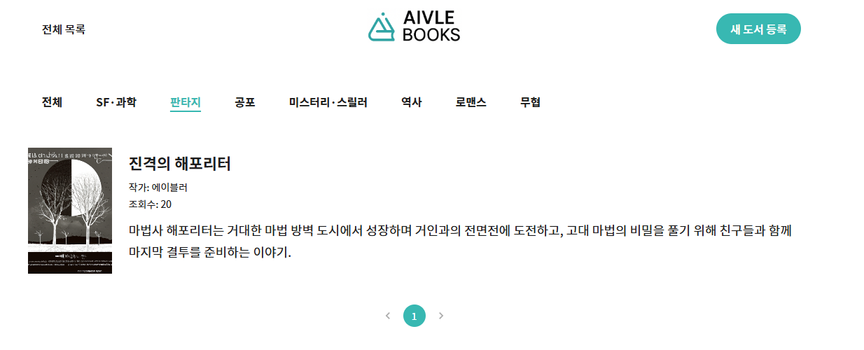 전체 목록
AIVLE
BOOKS
새 도서 등록
전체
SF·과학
판타지
공포
미스터리·스릴러
역사
로맨스
무협
진격의 해포리터
작가: 에이블러
조회수: 20
마법사 해포리터는 거대한 마법 방벽 도시에서 성장하며 거인과의 전면전에 도전하고, 고대 마법의 비밀을 풀기 위해 친구들과 함께
마지막 결투를 준비하는 이야기.
1